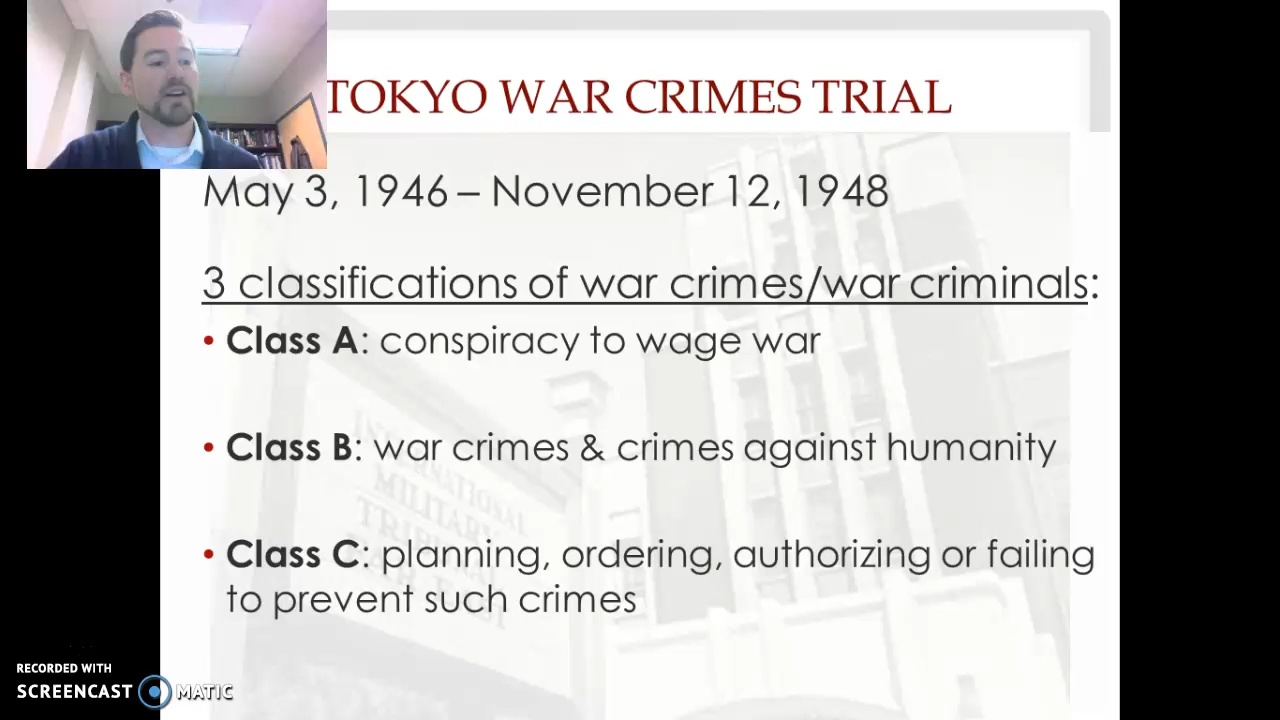 TOKYO WAR CRIMES TRIAL
May 3, 1946 – November 12, 1948
3 classifications of war crimes/war criminals:
• Class A: conspiracy to wage war
• Class B: war crimes & crimes against humanity
• Class C: planning, ordering, authorizing or failing
to prevent such crimes
INTERNATIONAL
MILITARY
RECORDED WITH
SCREENCAST MATIC